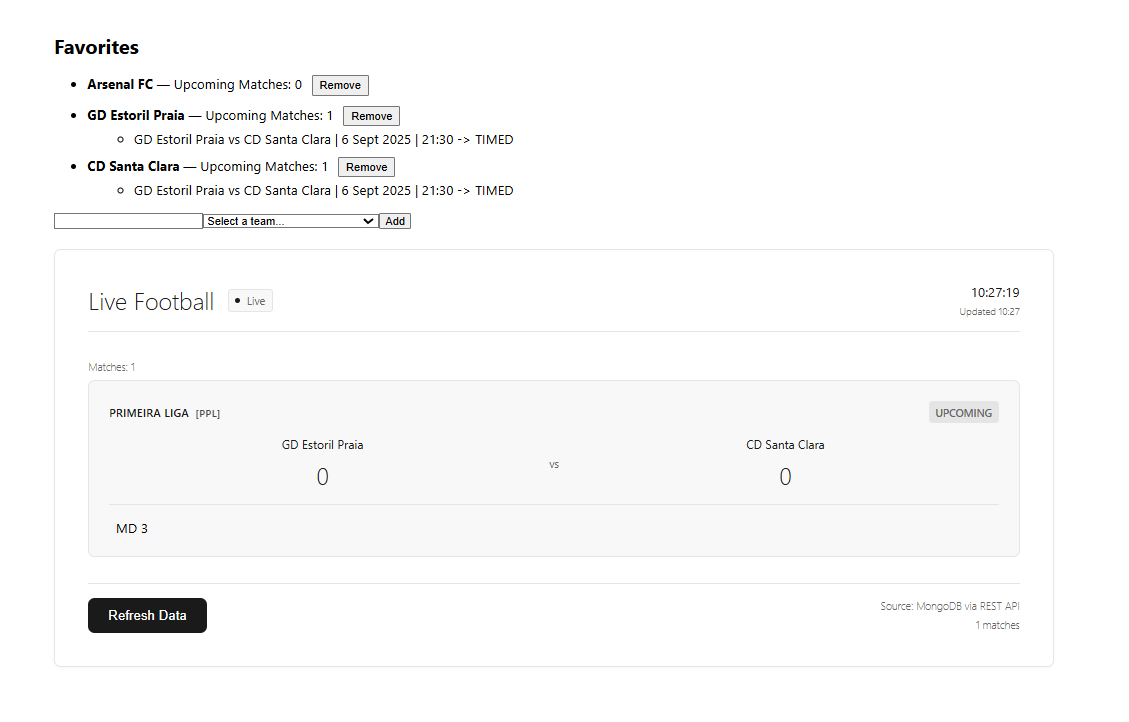 Favorites
• Arsenal FC — Upcoming Matches: 0 Remove
• GD Estoril Praia — Upcoming Matches: 1 Remove
○ GD Estoril Praia vs CD Santa Clara | 6 Sept 2025 | 21:30 -> TIMED
• CD Santa Clara — Upcoming Matches: 1 Remove
○ GD Estoril Praia vs CD Santa Clara | 6 Sept 2025 | 21:30 -> TIMED
Select a team... Add
Live Football • Live 10:27:19
Updated 10:27
Matches: 1
PRIMEIRA LIGA [PPL] UPCOMING
GD Estoril Praia CD Santa Clara
vs
0 0
MD 3
Refresh Data
Source: MongoDB via REST API
1 matches